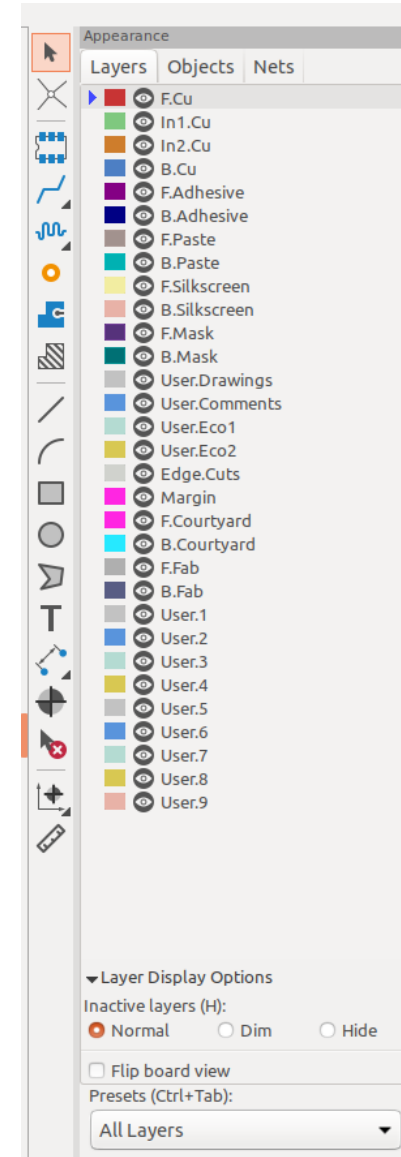 Appearance
Layers Objects Nets
F.Cu
In1.Cu
In2.Cu
B.Cu
F.Adhesive
B.Adhesive
F.Paste
B.Paste
F.Silkscreen
B.Silkscreen
F.Mask
B.Mask
User.Drawings
User.Comments
User.Eco1
User.Eco2
Edge.Cuts
Margin
F.Courtyard
B.Courtyard
F.Fab
B.Fab
User.1
User.2
User.3
User.4
User.5
User.6
User.7
User.8
User.9
Layer Display Options
Inactive layers (H):
Normal Dim Hide
Flip board view
Presets (Ctrl+Tab):
All Layers